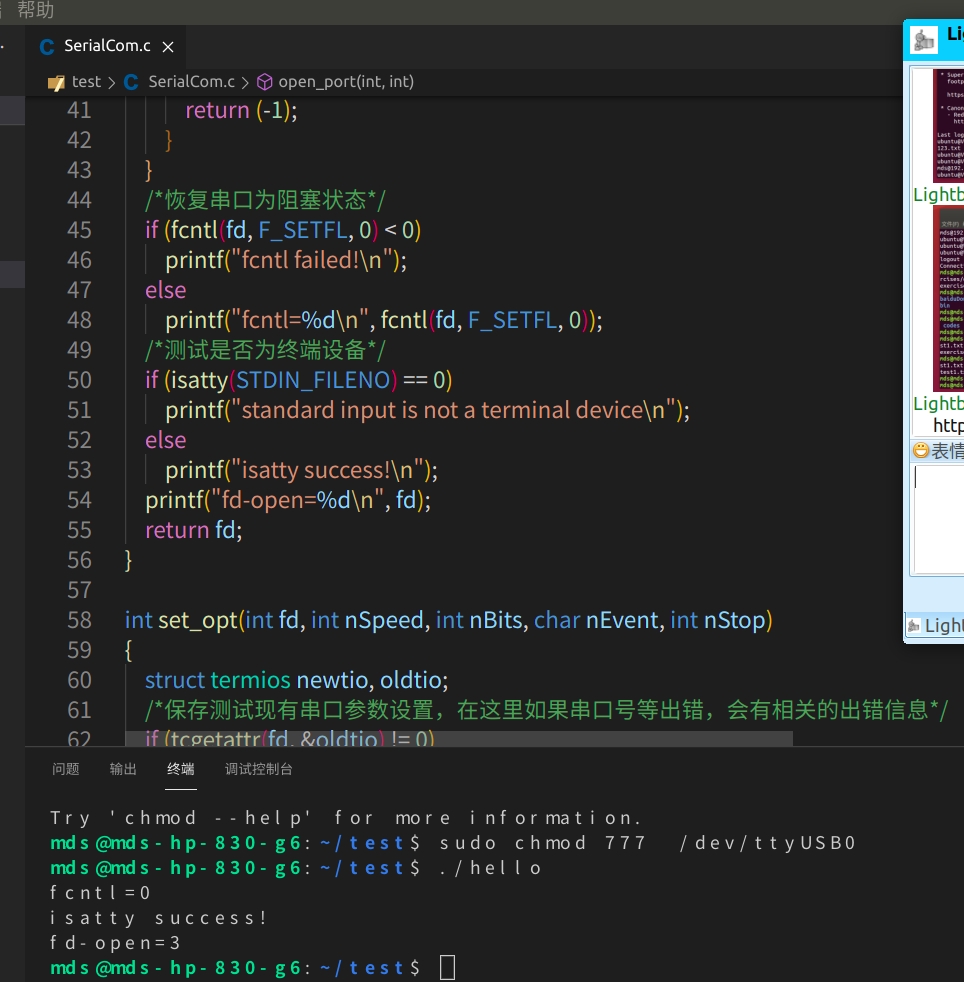 帮助
SerialCom.c
test > SerialCom.c > open_port(int, int)
41 return (-1);
42 }
43 }
44 /*恢复串口为阻塞状态*/
45 if (fcntl(fd, F_SETFL, 0) < 0)
46 printf("fcntl failed!\n");
47 else
48 printf("fcntl=%d\n", fcntl(fd, F_SETFL, 0));
49 /*测试是否为终端设备*/
50 if (isatty(STDIN_FILENO) == 0)
51 printf("standard input is not a terminal device\n");
52 else
53 printf("isatty success!\n");
54 printf("fd-open=%d\n", fd);
55 return fd;
56 }
57
58 int set_opt(int fd, int nSpeed, int nBits, char nEvent, int nStop)
59 {
60 struct termios newtio, oldtio;
61 /*保存测试现有串口参数设置，在这里如果串口号等出错，会有相关的出错信息*/
62 if (tcgetattr(fd, &oldtio) != 0)
问题 输出 终端 调试控制台
Try 'chmod --help' for more information.
mds@mds-hp-830-g6:~/test$ sudo chmod 777  /dev/ttyUSB0
mds@mds-hp-830-g6:~/test$ ./hello
fcntl=0
isatty success!
fd-open=3
mds@mds-hp-830-g6:~/test$
Lightb
Lightb
http
表情
Light